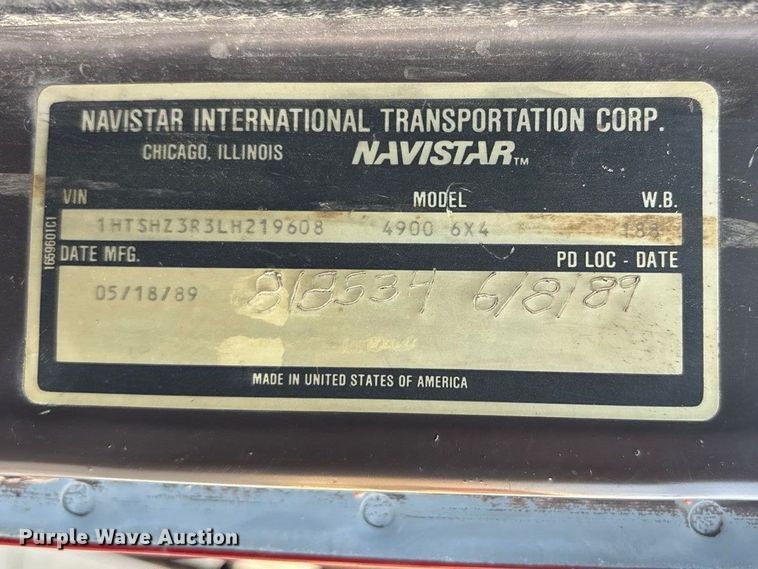 NAVISTAR INTERNATIONAL TRANSPORTATION CORP.
CHICAGO, ILLINOIS NAVISTAR™
VIN MODEL W.B.
1HTSHZ3R3LH219608 4900 6X4
1659601C1
DATE MFG. PD LOC - DATE
05/18/89 818534 6/8/89
MADE IN UNITED STATES OF AMERICA
Purple Wave Auction